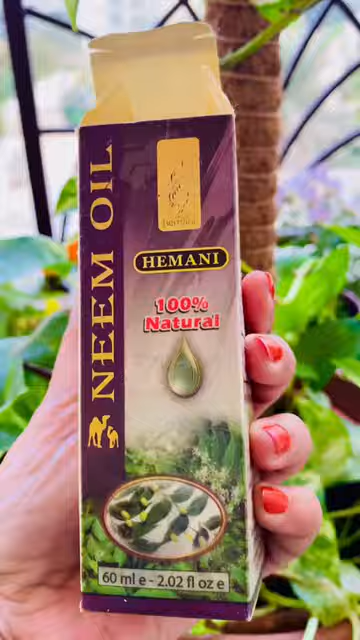 NEEM OIL
HEMANI
100%
Natural
60 ml e - 2.02 fl oz e